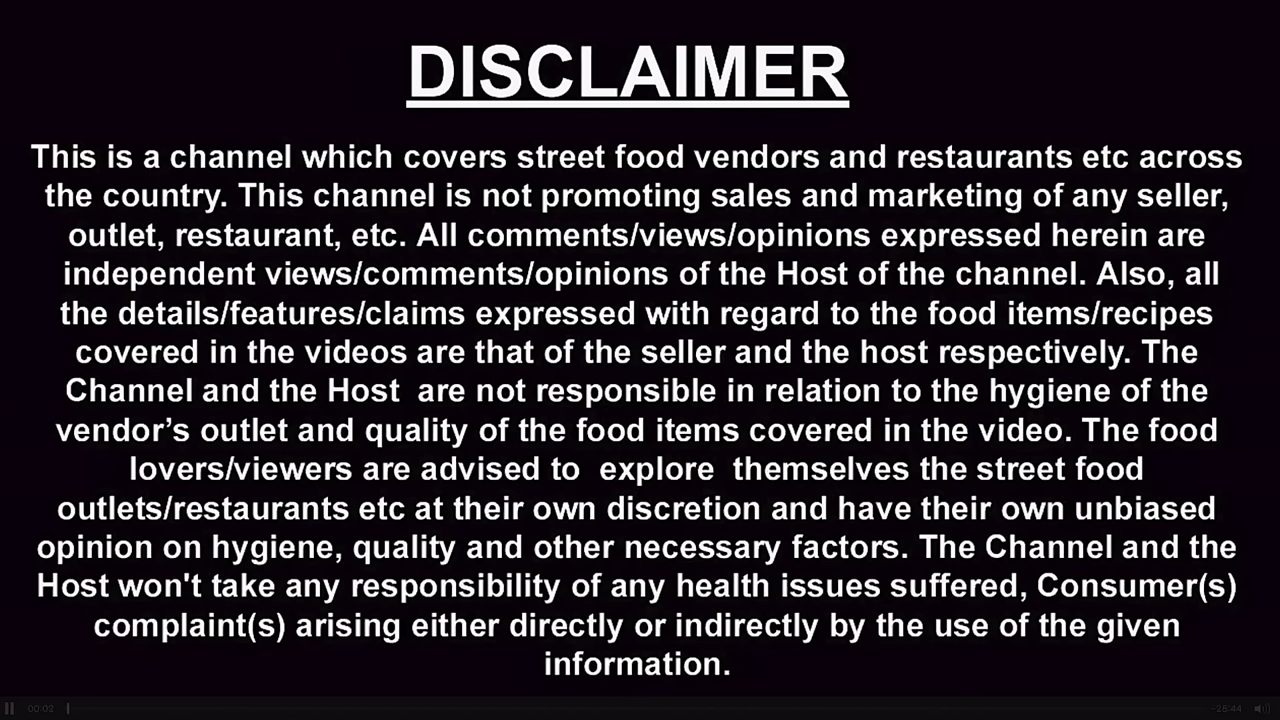 DISCLAIMER
This is a channel which covers street food vendors and restaurants etc across
the country. This channel is not promoting sales and marketing of any seller,
outlet, restaurant, etc. All comments/views/opinions expressed herein are
independent views/comments/opinions of the Host of the channel. Also, all
the details/features/claims expressed with regard to the food items/recipes
covered in the videos are that of the seller and the host respectively. The
Channel and the Host  are not responsible in relation to the hygiene of the
vendor’s outlet and quality of the food items covered in the video. The food
lovers/viewers are advised to  explore  themselves the street food
outlets/restaurants etc at their own discretion and have their own unbiased
opinion on hygiene, quality and other necessary factors. The Channel and the
Host won't take any responsibility of any health issues suffered, Consumer(s)
complaint(s) arising either directly or indirectly by the use of the given
information.
00:02 -25:44